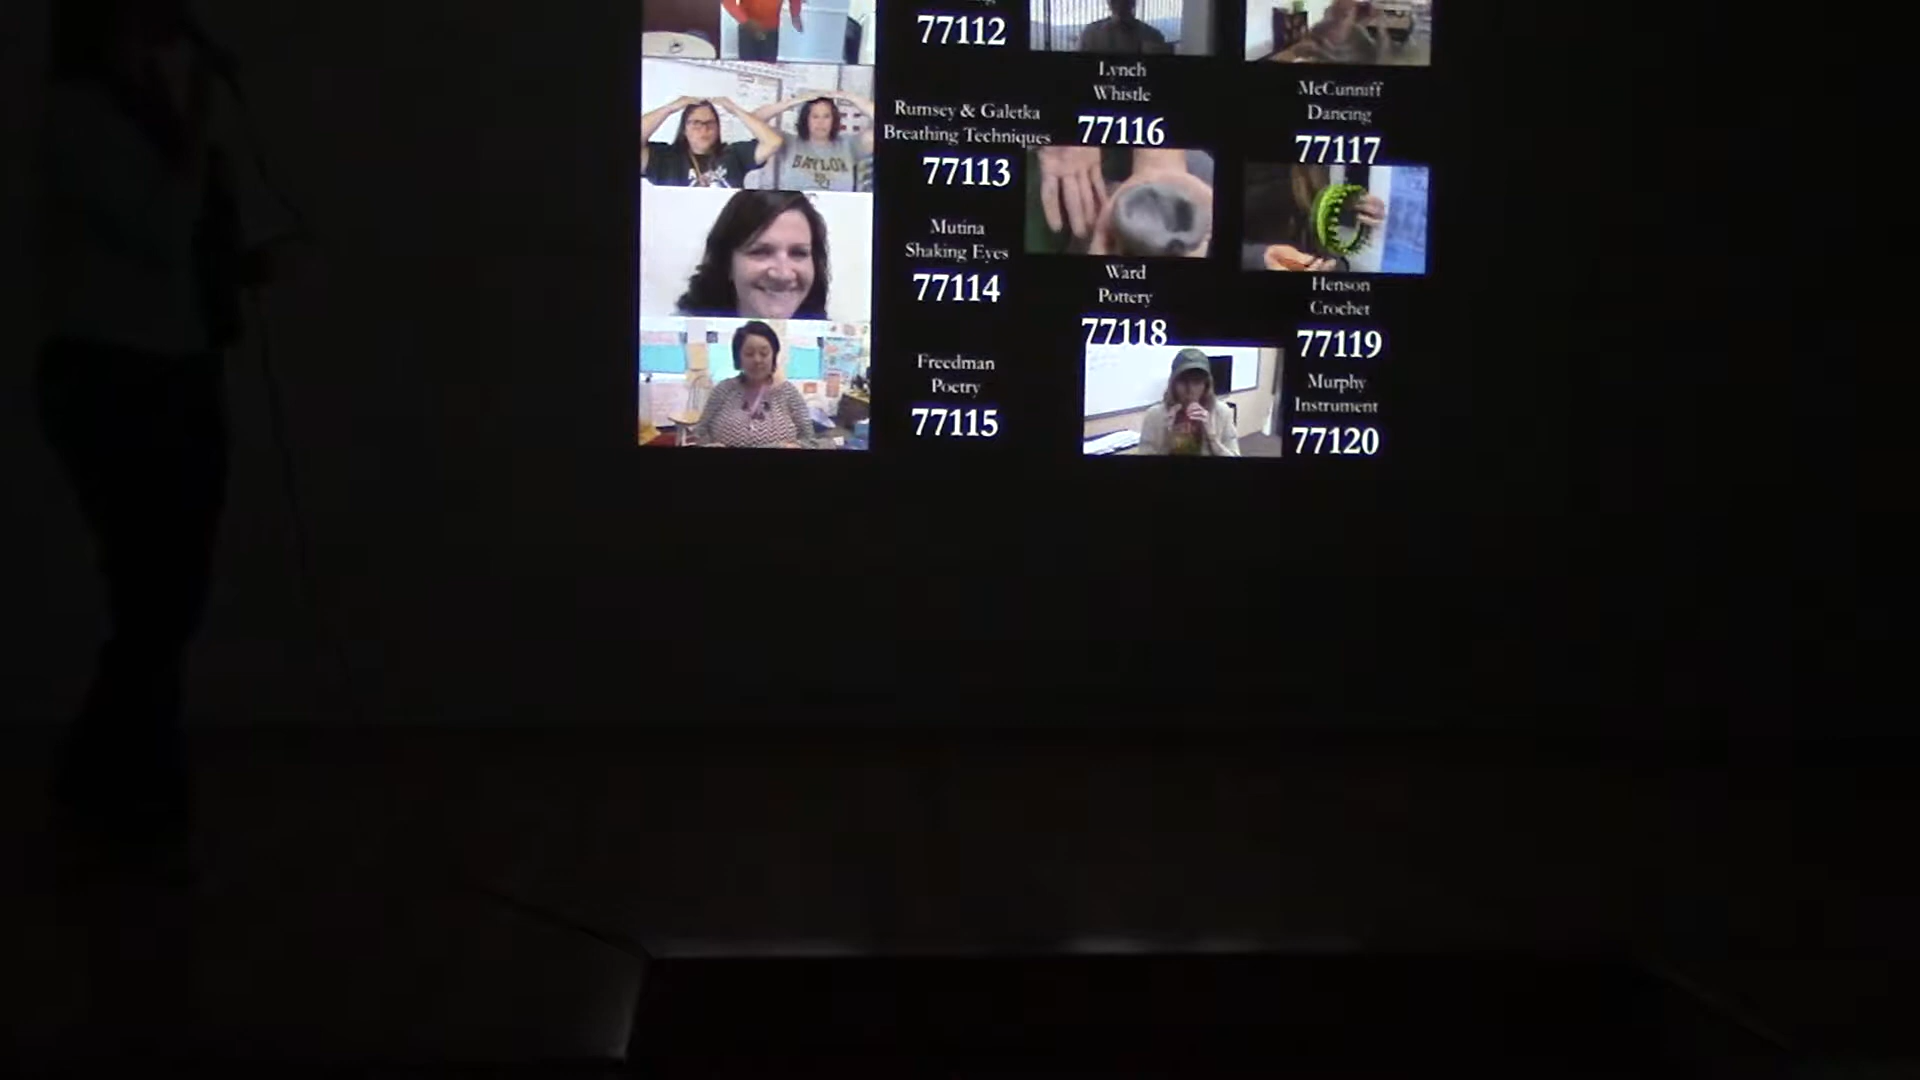 77112
Rumsey & Galetka
Breathing Techniques
77113
BAYLOR
Mutina
Shaking Eyes
77114
Freedman
Poetry
77115
Lynch
Whistle
77116
McCunniff
Dancing
77117
Ward
Pottery
77118
Henson
Crochet
77119
Murphy
Instrument
77120